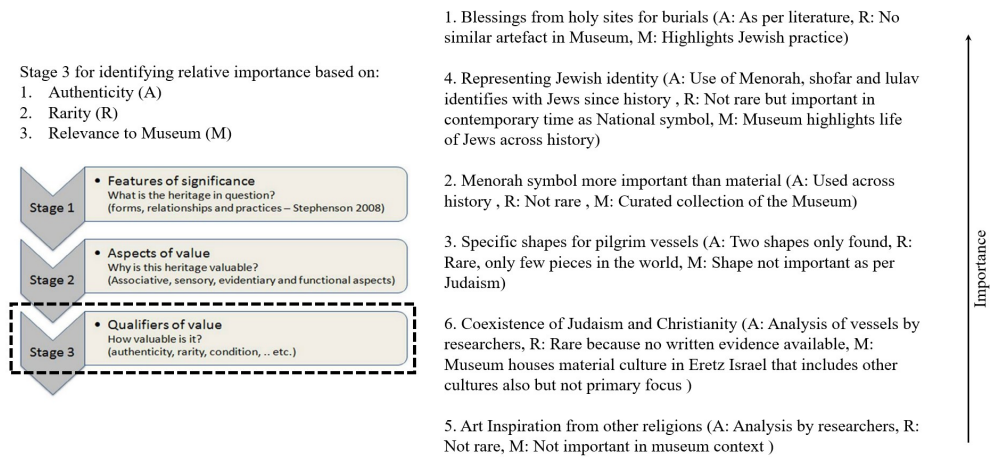 Stage 3 for identifying relative importance based on:
1. Authenticity (A)
2. Rarity (R)
3. Relevance to Museum (M)
Stage 1
• Features of significance
What is the heritage in question?
(forms, relationships and practices – Stephenson 2008)
Stage 2
• Aspects of value
Why is this heritage valuable?
(Associative, sensory, evidentiary and functional aspects)
Stage 3
• Qualifiers of value
How valuable is it?
(authenticity, rarity, condition, .. etc.)
1. Blessings from holy sites for burials (A: As per literature, R: No
similar artefact in Museum, M: Highlights Jewish practice)
4. Representing Jewish identity (A: Use of Menorah, shofar and lulav
identifies with Jews since history , R: Not rare but important in
contemporary time as National symbol, M: Museum highlights life
of Jews across history)
2. Menorah symbol more important than material (A: Used across
history , R: Not rare , M: Curated collection of the Museum)
3. Specific shapes for pilgrim vessels (A: Two shapes only found, R:
Rare, only few pieces in the world, M: Shape not important as per
Judaism)
6. Coexistence of Judaism and Christianity (A: Analysis of vessels by
researchers, R: Rare because no written evidence available, M:
Museum houses material culture in Eretz Israel that includes other
cultures also but not primary focus )
5. Art Inspiration from other religions (A: Analysis by researchers, R:
Not rare, M: Not important in museum context )
Importance